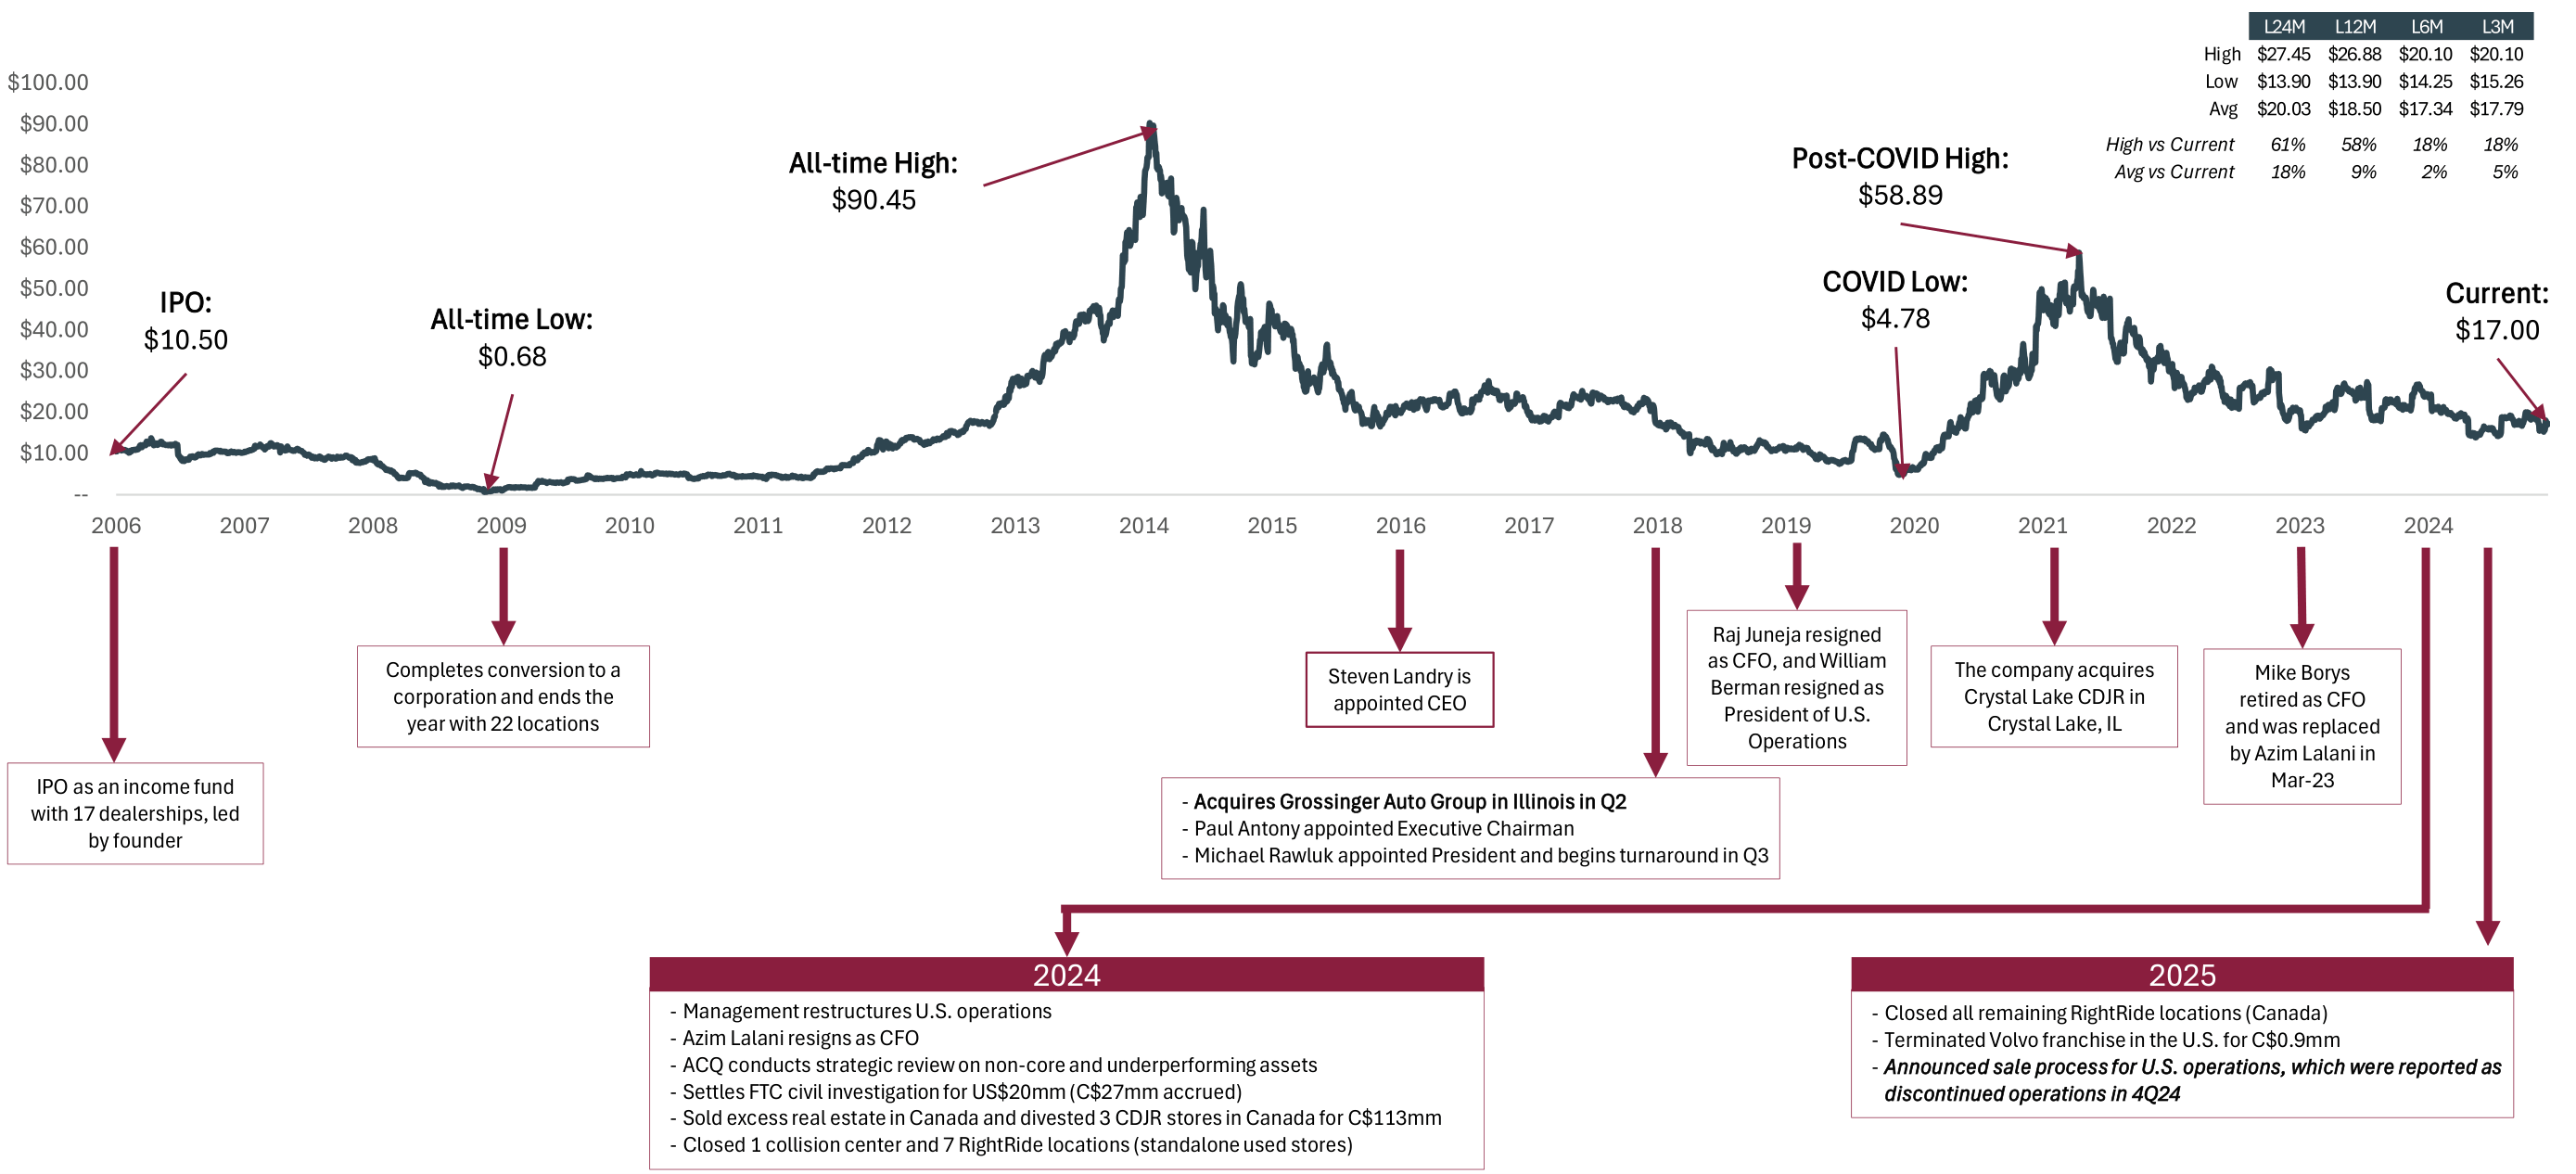 L24M L12M L6M L3M
High $27.45 $26.88 $20.10 $20.10
Low $13.90 $13.90 $14.25 $15.26
Avg $20.03 $18.50 $17.34 $17.79
High vs Current 61% 58% 18% 18%
Avg vs Current 18% 9% 2% 5%
$100.00
$90.00
$80.00
$70.00
$60.00
$50.00
$40.00
$30.00
$20.00
$10.00
--
IPO:
$10.50
All-time Low:
$0.68
All-time High:
$90.45
Post-COVID High:
$58.89
COVID Low:
$4.78
Current:
$17.00
2006 2007 2008 2009 2010 2011 2012 2013 2014 2015 2016 2017 2018 2019 2020 2021 2022 2023 2024
IPO as an income fund
with 17 dealerships, led
by founder
Completes conversion to a
corporation and ends the
year with 22 locations
Steven Landry is
appointed CEO
- Acquires Grossinger Auto Group in Illinois in Q2
- Paul Antony appointed Executive Chairman
- Michael Rawluk appointed President and begins turnaround in Q3
Raj Juneja resigned
as CFO, and William
Berman resigned as
President of U.S.
Operations
The company acquires
Crystal Lake CDJR in
Crystal Lake, IL
Mike Borys
retired as CFO
and was replaced
by Azim Lalani in
Mar-23
2024
- Management restructures U.S. operations
- Azim Lalani resigns as CFO
- ACQ conducts strategic review on non-core and underperforming assets
- Settles FTC civil investigation for US$20mm (C$27mm accrued)
- Sold excess real estate in Canada and divested 3 CDJR stores in Canada for C$113mm
- Closed 1 collision center and 7 RightRide locations (standalone used stores)
2025
- Closed all remaining RightRide locations (Canada)
- Terminated Volvo franchise in the U.S. for C$0.9mm
- Announced sale process for U.S. operations, which were reported as
discontinued operations in 4Q24